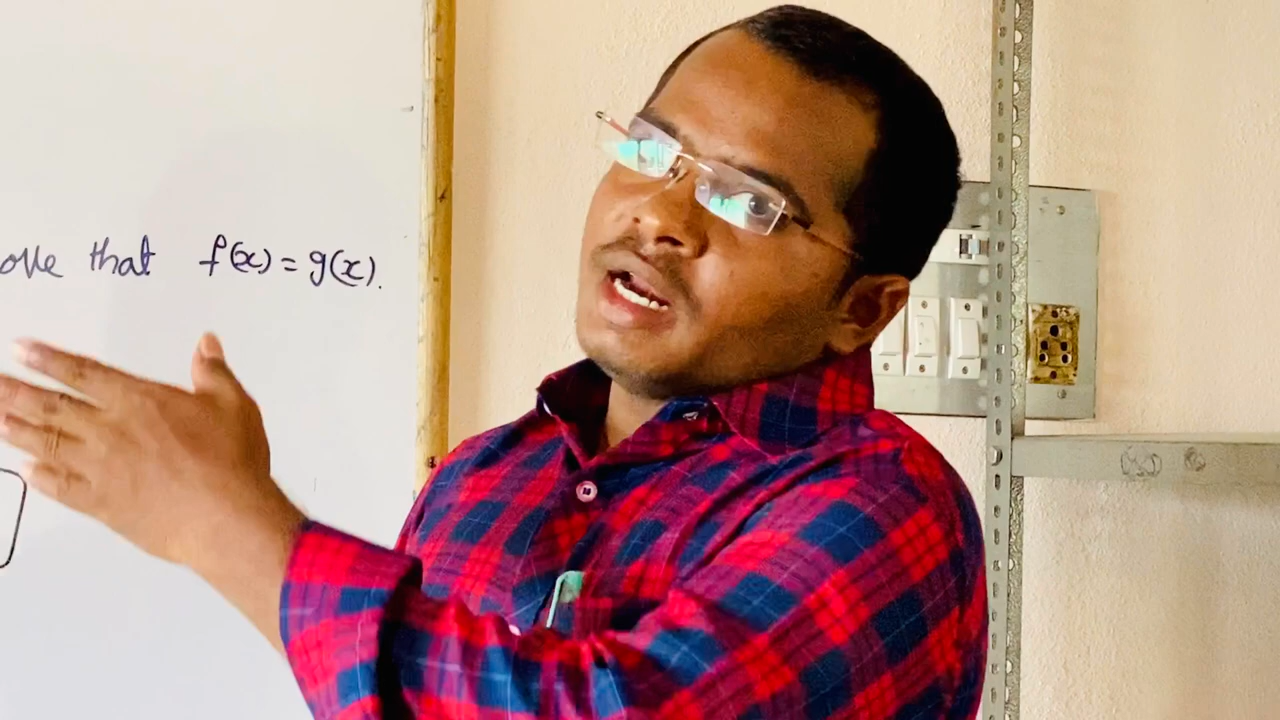 ove that f(x) = g(x).